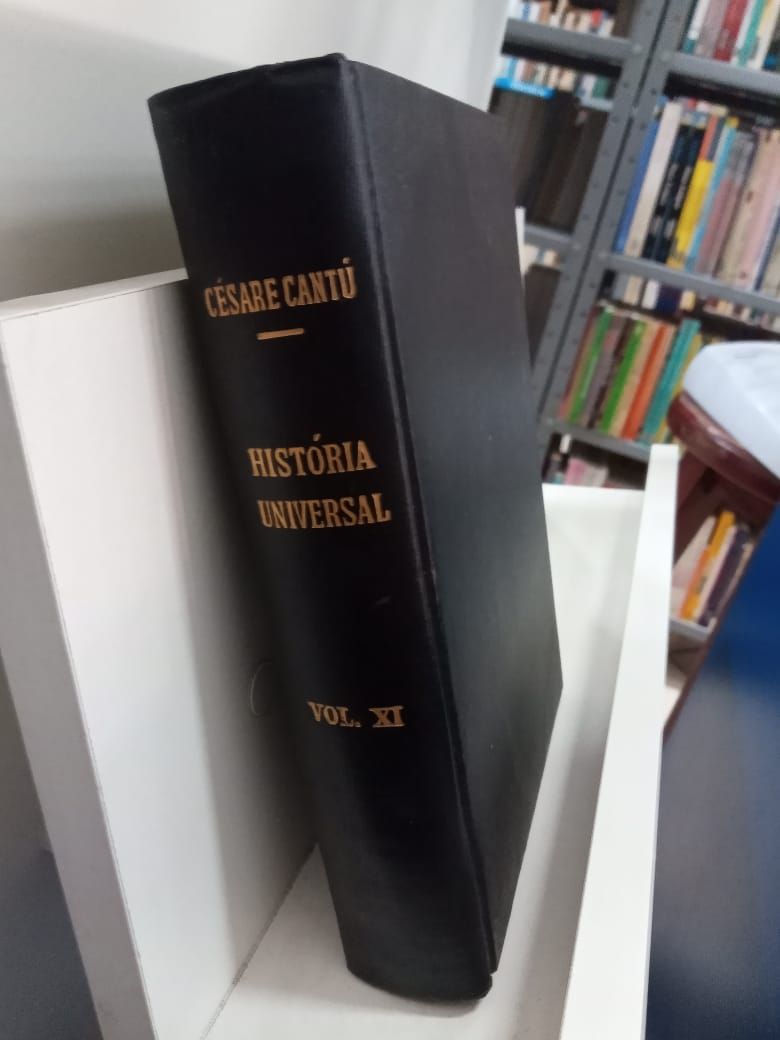 CÉSARE CANTÚ
HISTÓRIA
UNIVERSAL
VOL. XI